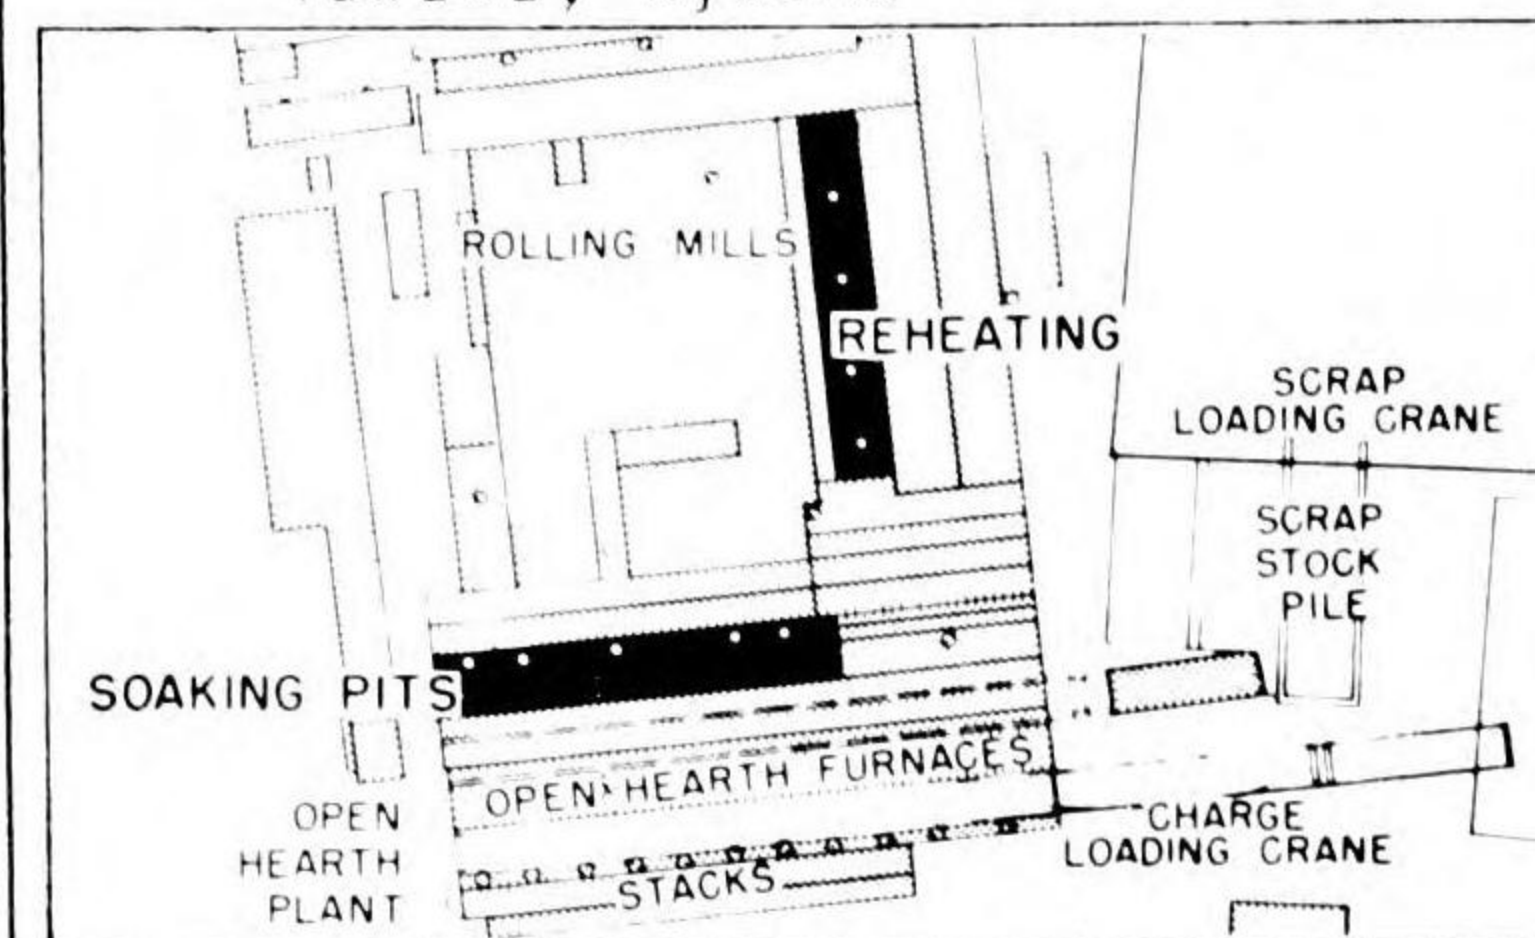 ROLLING MILLS
REHEATING
SCRAP
LOADING CRANE
SCRAP
STOCK
PILE
SOAKING PITS
OPEN HEARTH FURNACES
OPEN
HEARTH
PLANT
CHARGE
LOADING CRANE
STACKS